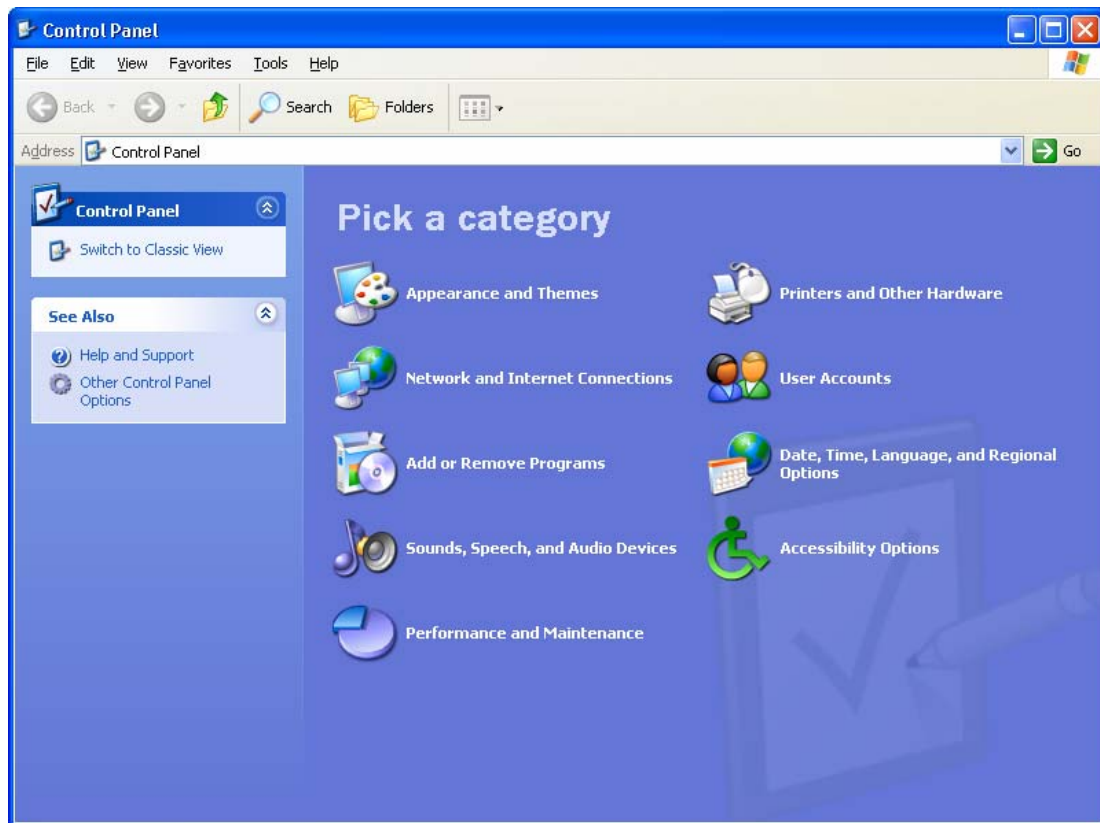 Control Panel
File Edit View Favorites Tools Help
Back Search Folders
Address Control Panel Go
Control Panel
Switch to Classic View
See Also
Help and Support
Other Control Panel
Options
Pick a category
Appearance and Themes
Printers and Other Hardware
Network and Internet Connections
User Accounts
Add or Remove Programs
Date, Time, Language, and Regional
Options
Sounds, Speech, and Audio Devices
Accessibility Options
Performance and Maintenance